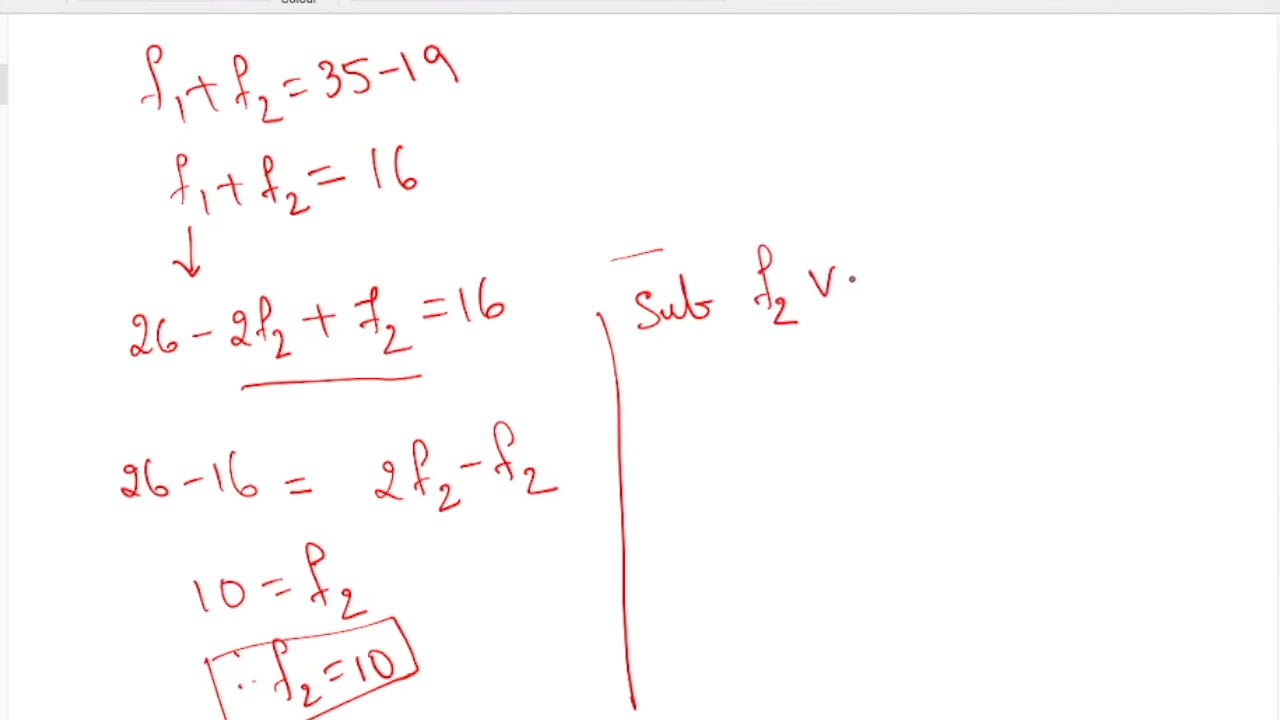 f₁+f₂=35-19
f₁+f₂=16
↓
26-2f₂+f₂=16
26-16= 2f₂-f₂
10=f₂
∴f₂=10
Sub f₂ v